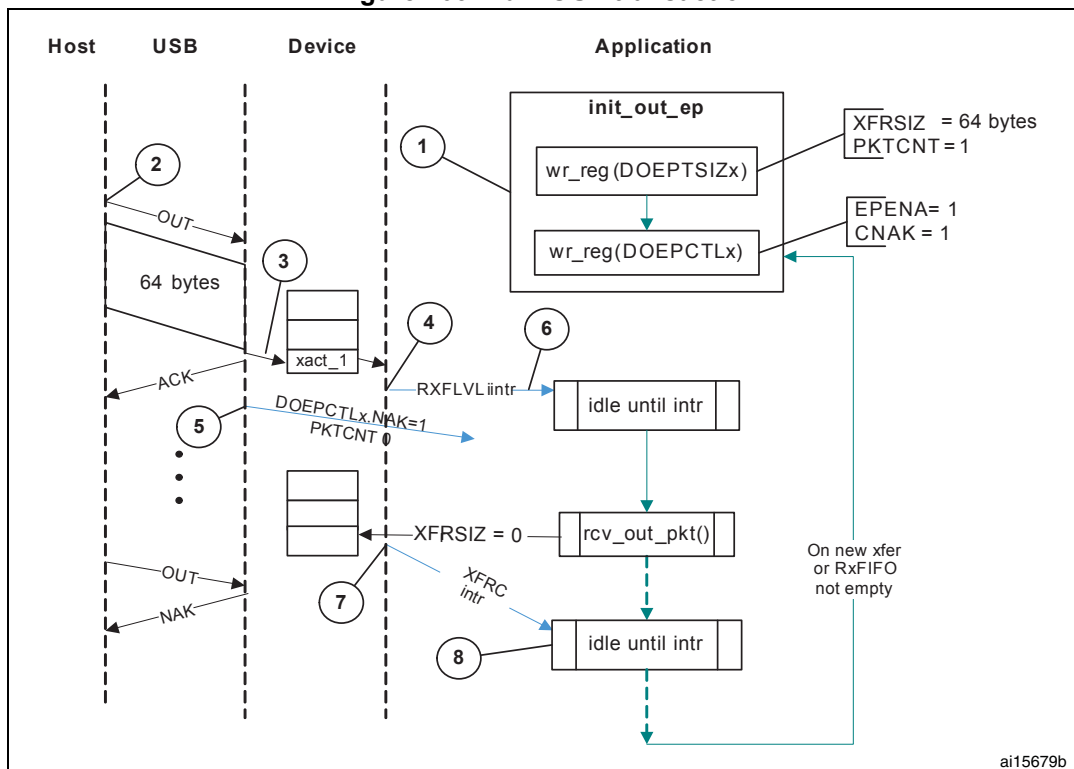 Host
USB
Device
Application
init_out_ep
1
wr_reg(DOEPTSIZx)
XFRSIZ = 64 bytes
PKTCNT=1
wr_reg(DOEPCTLx)
EPENA= 1
CNAK = 1
2
OUT
64 bytes
3
xact_1
4
6
ACK
RXFLVL iintr
idle until intr
5
DOEPCTLx.NAK=1
PKTCNT 0
XFRSIZ = 0
rcv_out_pkt()
On new xfer
or RxFIFO
not empty
OUT
NAK
7
XFRC
intr
8
idle until intr
ai15679b